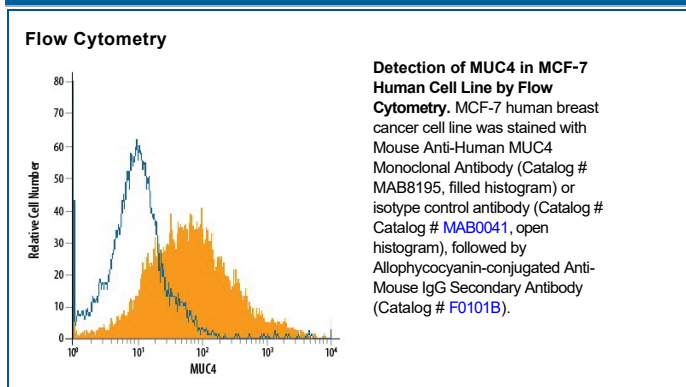 Flow Cytometry
80
70
60
50
40
30
20
10
0
Relative Cell Number
10⁰
10¹
10²
10³
10⁴
MUC4
Detection of MUC4 in MCF-7
Human Cell Line by Flow
Cytometry. MCF-7 human breast
cancer cell line was stained with
Mouse Anti-Human MUC4
Monoclonal Antibody (Catalog #
MAB8195, filled histogram) or
isotype control antibody (Catalog #
Catalog # MAB0041, open
histogram), followed by
Allophycocyanin-conjugated Anti-
Mouse IgG Secondary Antibody
(Catalog # F0101B).